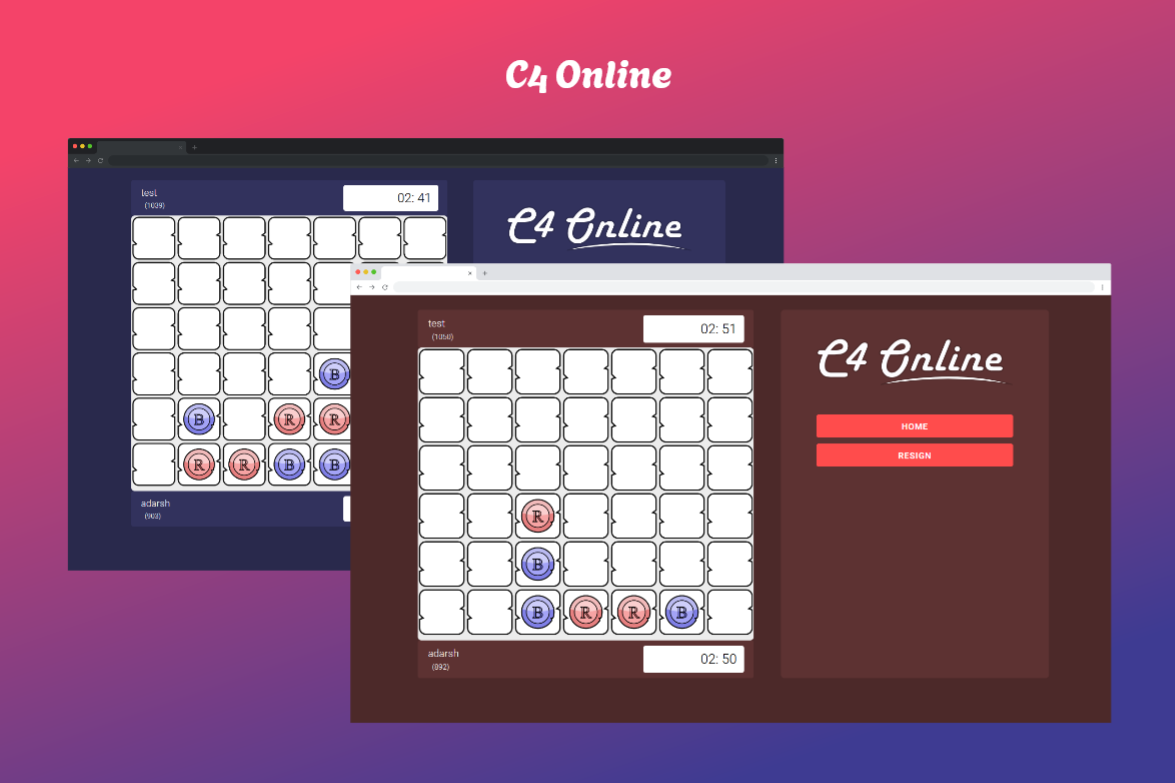 C4 Online
test
(1039)
02: 41
C4 Online
B
B
R
R
R
R
B
B
adarsh
(903)
test
(1050)
02: 51
C4 Online
HOME
RESIGN
R
B
B
R
R
B
adarsh
(892)
02: 50